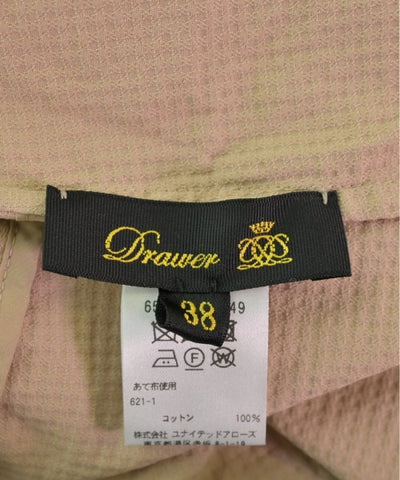 Drawer
38
あて布使用
621-1
コットン 100%
株式会社 ユナイテッドアローズ